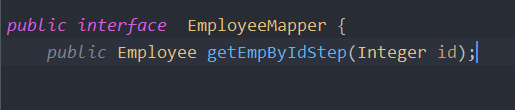 public interface  EmployeeMapper {
    public Employee getEmpByIdStep(Integer id);